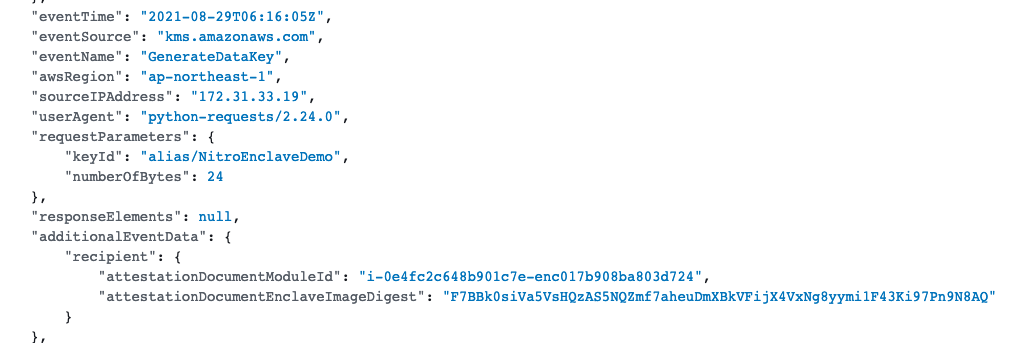 },
"eventTime": "2021-08-29T06:16:05Z",
"eventSource": "kms.amazonaws.com",
"eventName": "GenerateDataKey",
"awsRegion": "ap-northeast-1",
"sourceIPAddress": "172.31.33.19",
"userAgent": "python-requests/2.24.0",
"requestParameters": {
"keyId": "alias/NitroEnclaveDemo",
"numberOfBytes": 24
},
"responseElements": null,
"additionalEventData": {
"recipient": {
"attestationDocumentModuleId": "i-0e4fc2c648b901c7e-enc017b908ba803d724",
"attestationDocumentEnclaveImageDigest": "F7BBk0siVa5VsHQzAS5NQZmf7aheuDmXBkVFijX4VxNg8yymi1F43Ki97Pn9N8AQ"
}
},